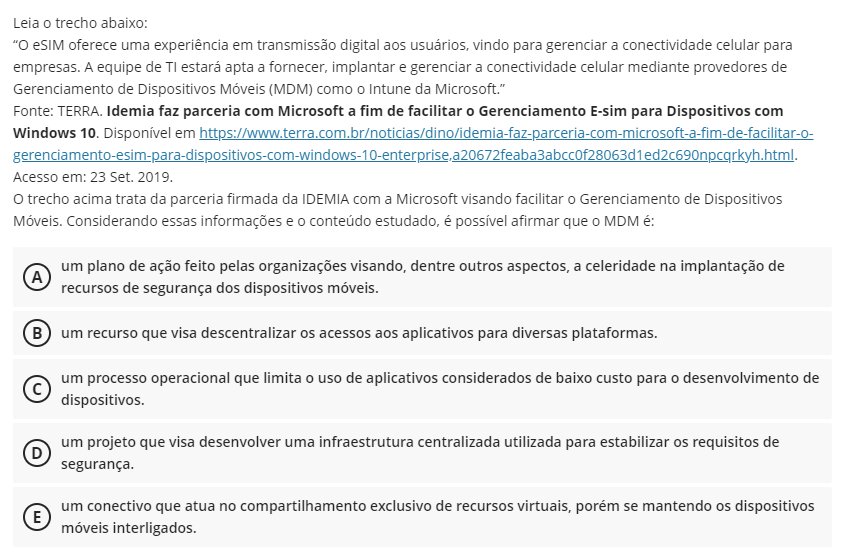 Leia o trecho abaixo:
“O eSIM oferece uma experiência em transmissão digital aos usuários, vindo para gerenciar a conectividade celular para
empresas. A equipe de TI estará apta a fornecer, implantar e gerenciar a conectividade celular mediante provedores de
Gerenciamento de Dispositivos Móveis (MDM) como o Intune da Microsoft.”
Fonte: TERRA. Idemia faz parceria com Microsoft a fim de facilitar o Gerenciamento E-sim para Dispositivos com
Windows 10. Disponível em https://www.terra.com.br/noticias/dino/idemia-faz-parceria-com-microsoft-a-fim-de-facilitar-o-
gerenciamento-esim-para-dispositivos-com-windows-10-enterprise,a20672feaba3abcc0f28063d1ed2c690npcqrkyh.html.
Acesso em: 23 Set. 2019.
O trecho acima trata da parceria firmada da IDEMIA com a Microsoft visando facilitar o Gerenciamento de Dispositivos
Móveis. Considerando essas informações e o conteúdo estudado, é possível afirmar que o MDM é:
A um plano de ação feito pelas organizações visando, dentre outros aspectos, a celeridade na implantação de
recursos de segurança dos dispositivos móveis.
B um recurso que visa descentralizar os acessos aos aplicativos para diversas plataformas.
C um processo operacional que limita o uso de aplicativos considerados de baixo custo para o desenvolvimento de
dispositivos.
D um projeto que visa desenvolver uma infraestrutura centralizada utilizada para estabilizar os requisitos de
segurança.
E um conectivo que atua no compartilhamento exclusivo de recursos virtuais, porém se mantendo os dispositivos
móveis interligados.